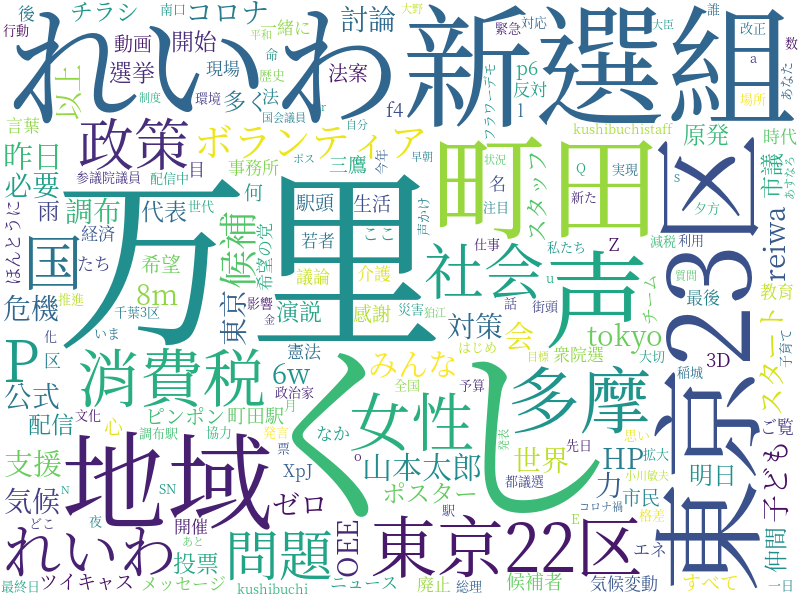 チラシ
コロナ
後
行動
南口
平和
大野
一緒に
緊急
対応
大臣
誰
改正
数
れいわ
新選組
動画
開始
討論
選挙
現場
歴史
命
以上
多く
法案
制度
環境
法
国会議員
自分
f4
p6
反対
l
r
a
場所
あなた
フラワーデモ
kushibuchistaff
原発
時代
言葉
政策
ボランティア
昨日
事務所
目
三鷹
今年
ポス
早朝
町田
スタッフ
市議
あすなろ
必要
参議院議員
配信中
万里
状況
名
Q
実現
s
新た
注目
夕方
雨
調布
代表
何
駅頭
生活
声かけ
ほんとうに
経済
たち
世代
若者
ここ
国
候補
希望の党
社会
声
仕事
私たち
Z
減税
利用
reiwa
希望
議論
介護
u
質問
最後
教育
危機
推進
8m
影響
金
千葉3区
東京
演説
感謝
災害
狛江
話
街頭
チーム
子育て
化
区
いま
憲法
対策
会
tokyo
東京23区
スタート
P
消費税
6w
政治家
みんな
はじめ
目標
衆院選
大切
稲城
3D
ご覧
公式
配信
文化
ピンポン
町田駅
月
全国
予算
くし
多摩
子ども
心
調布駅
協力
発言
票
なか
女性
発表
思い
先日
世界
HP
拡大
小川敏夫
明日
仲間
支援
地域
XpJ
o
山本太郎
都議選
力
市民
格差
気候
N
SN
ゼロ
ポスター
コロナ禍
どこ
夜
開催
OEE
駅
E
エネ
れいわ
あと
投票
問題
東京22区
最終日
ツイキャス
メッセージ
kushibuchi
ニュース
廃止
総理
候補者
気候変動
すべて
一日